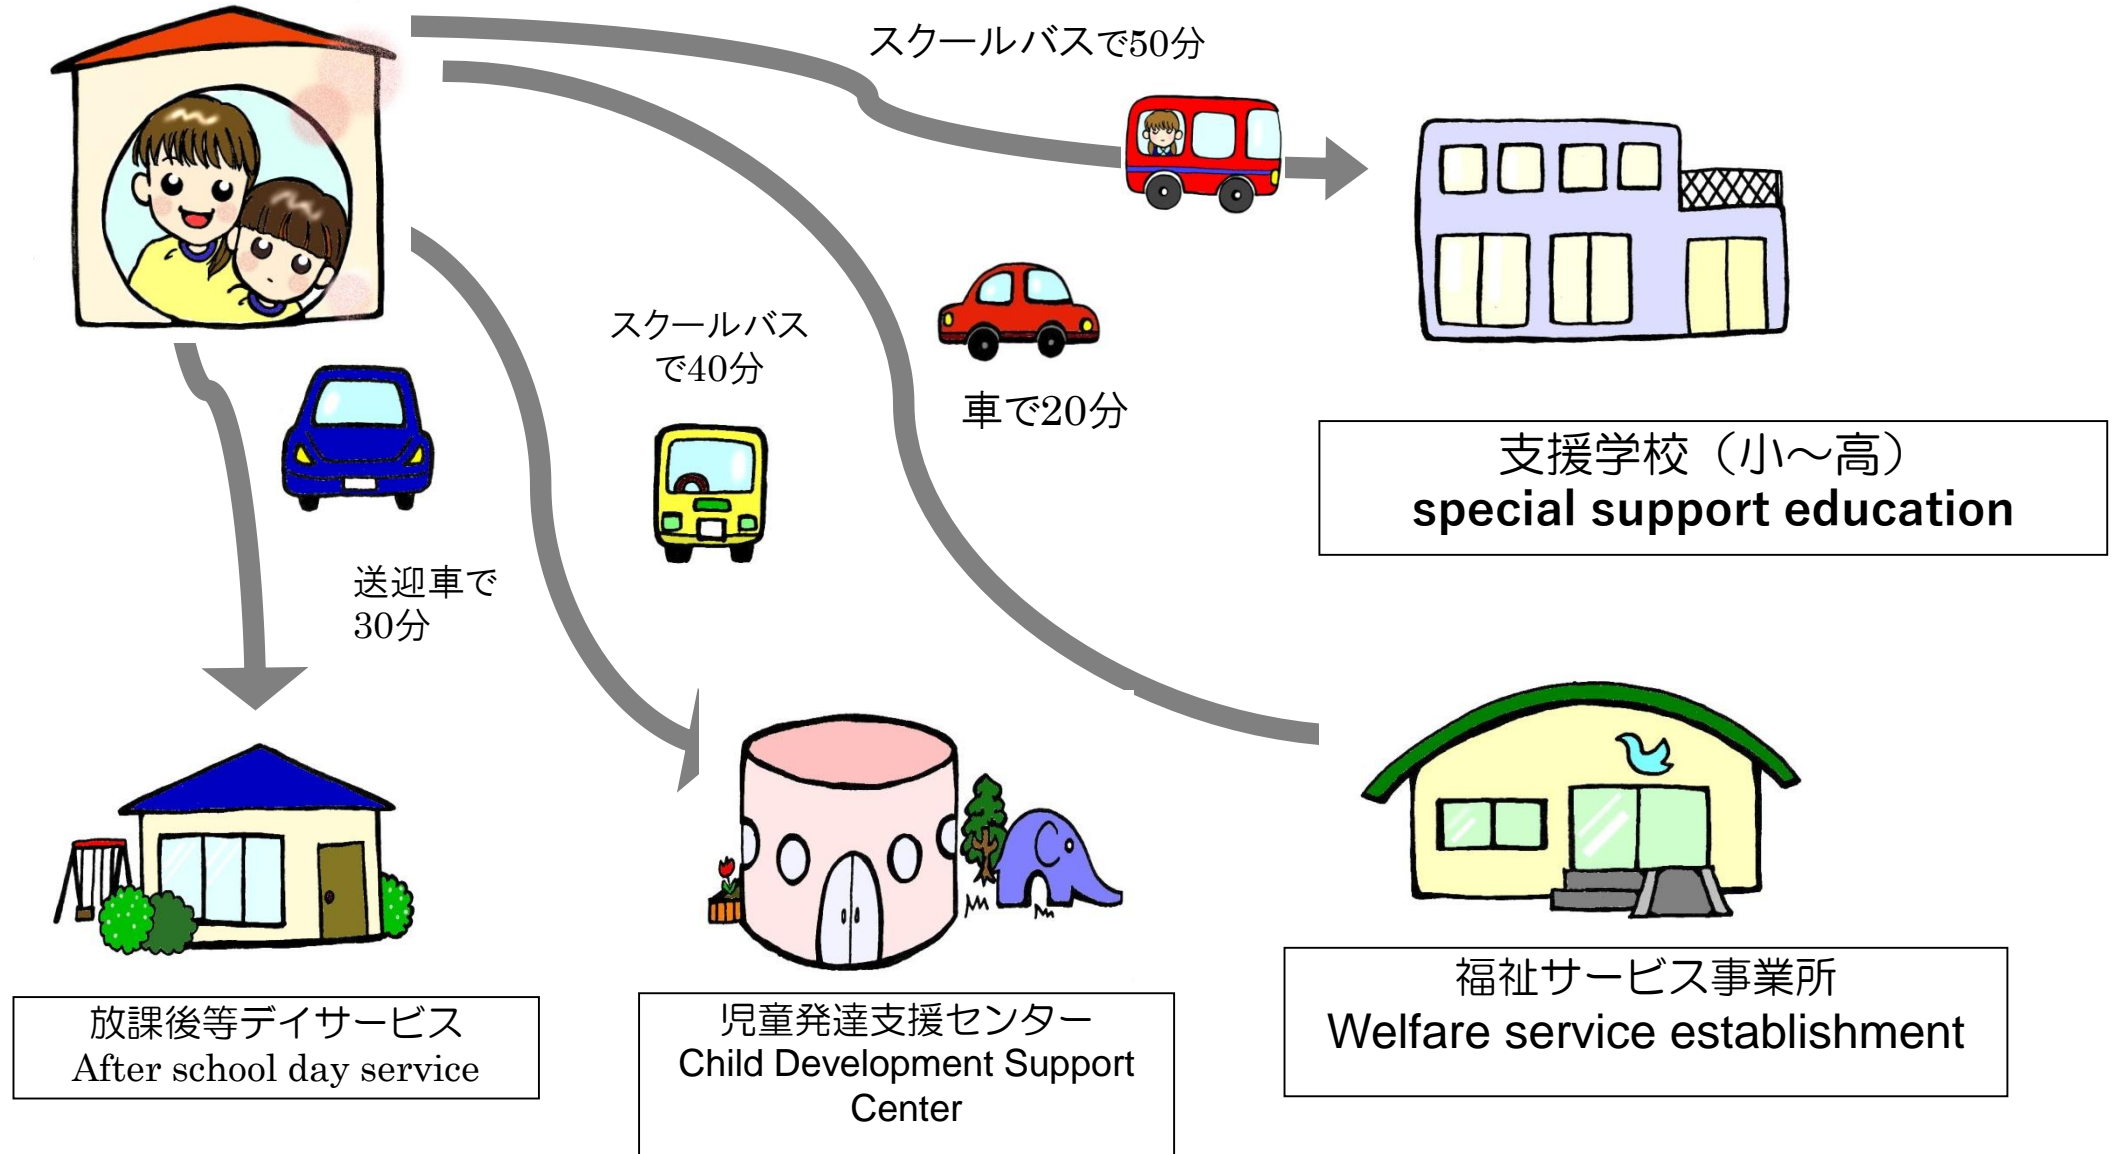 スクールバスで50分
スクールバス
で40分
車で20分
支援学校（小～高）
special support education
送迎車で
30分
放課後等デイサービス
After school day service
児童発達支援センター
Child Development Support
Center
福祉サービス事業所
Welfare service establishment